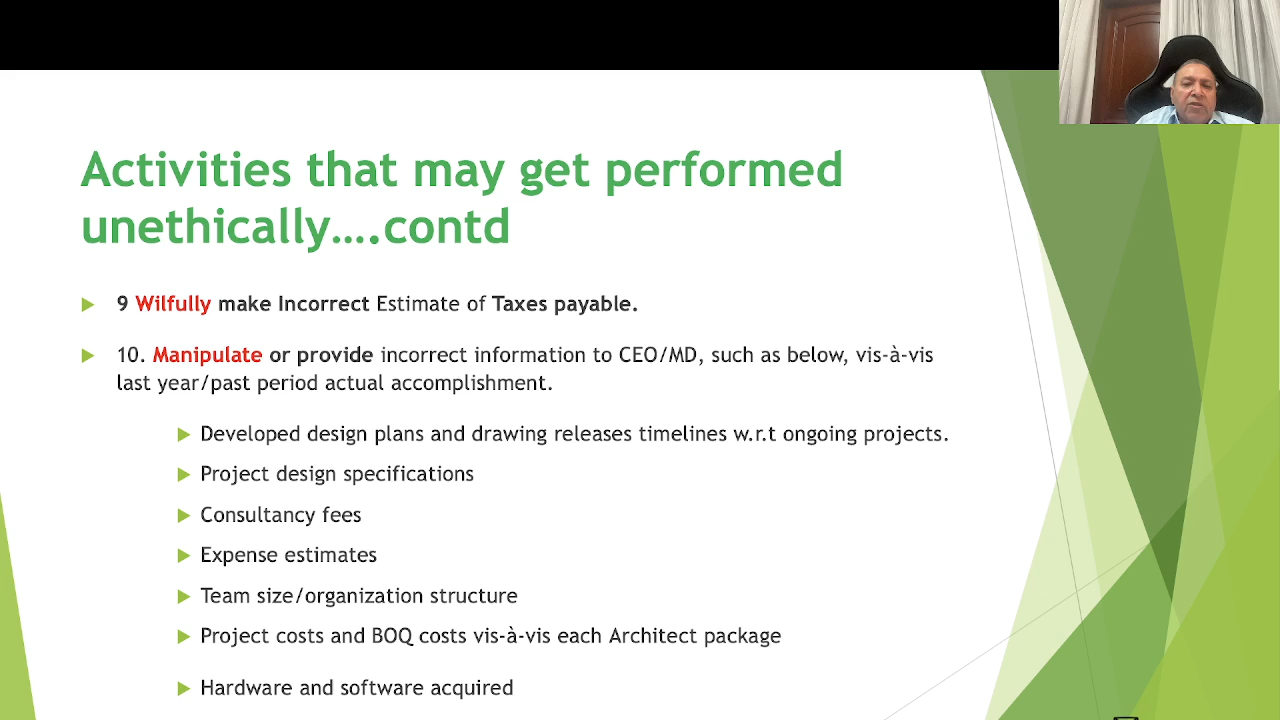 Activities that may get performed
unethically....contd
9 Wilfully make Incorrect Estimate of Taxes payable.
10. Manipulate or provide incorrect information to CEO/MD, such as below, vis-à-vis
last year/past period actual accomplishment.
Developed design plans and drawing releases timelines w.r.t ongoing projects.
Project design specifications
Consultancy fees
Expense estimates
Team size/organization structure
Project costs and BOQ costs vis-à-vis each Architect package
Hardware and software acquired